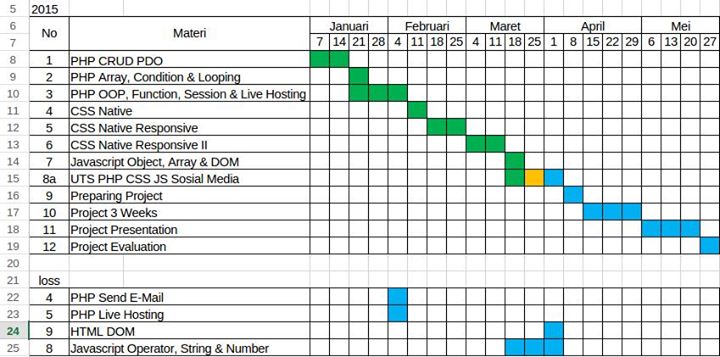 5 2015
6 No Materi Januari Februari Maret April Mei
7 7 14 21 28 4 11 18 25 4 11 18 25 1 8 15 22 29 6 13 20 27
8 1 PHP CRUD PDO
9 2 PHP Array, Condition & Looping
10 3 PHP OOP, Function, Session & Live Hosting
11 4 CSS Native
12 5 CSS Native Responsive
13 6 CSS Native Responsive II
14 7 Javascript Object, Array & DOM
15 8a UTS PHP CSS JS Sosial Media
16 9 Preparing Project
17 10 Project 3 Weeks
18 11 Project Presentation
19 12 Project Evaluation
20
21 loss
22 4 PHP Send E-Mail
23 5 PHP Live Hosting
24 9 HTML DOM
25 8 Javascript Operator, String & Number